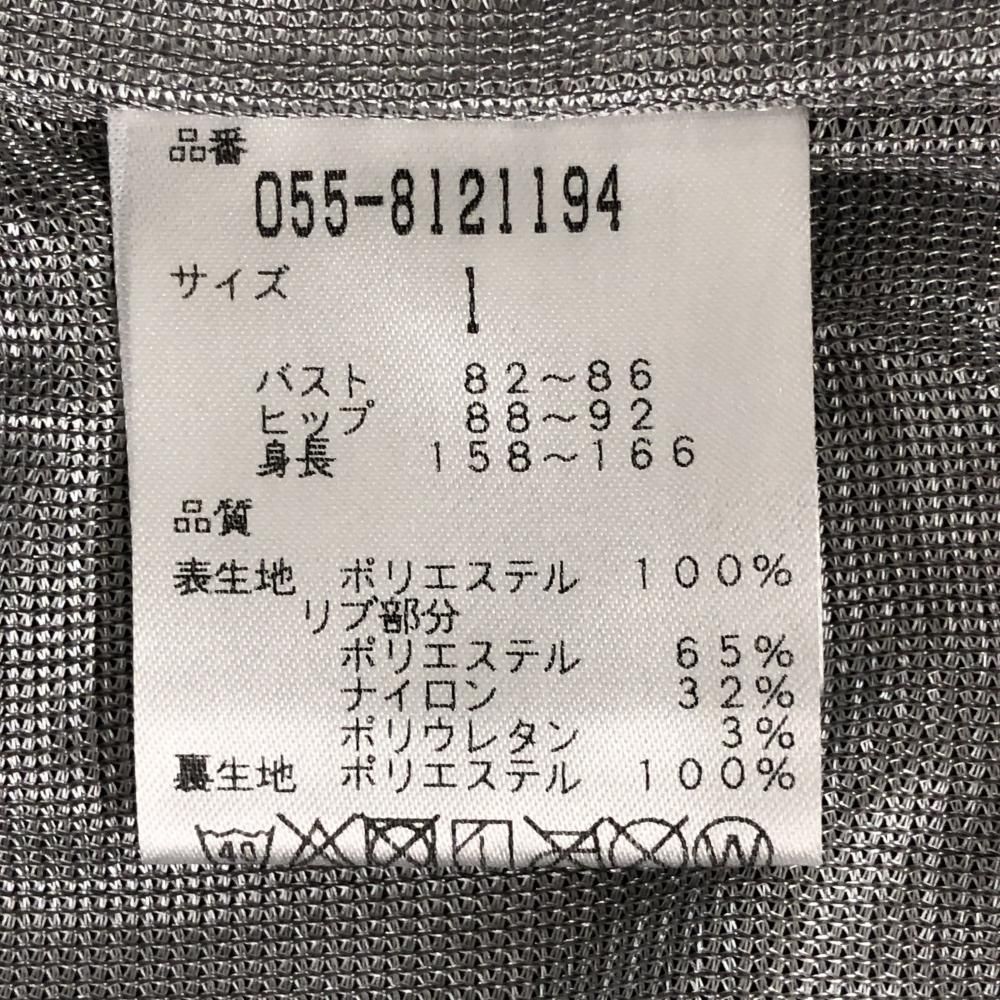 品番
055-8121194
サイズ 1
バスト 82～86
ヒップ 88～92
身長 158～166
品質
表生地 ポリエステル 100%
リブ部分
ポリエステル 65%
ナイロン 32%
ポリウレタン 3%
裏生地 ポリエステル 100%
40 W